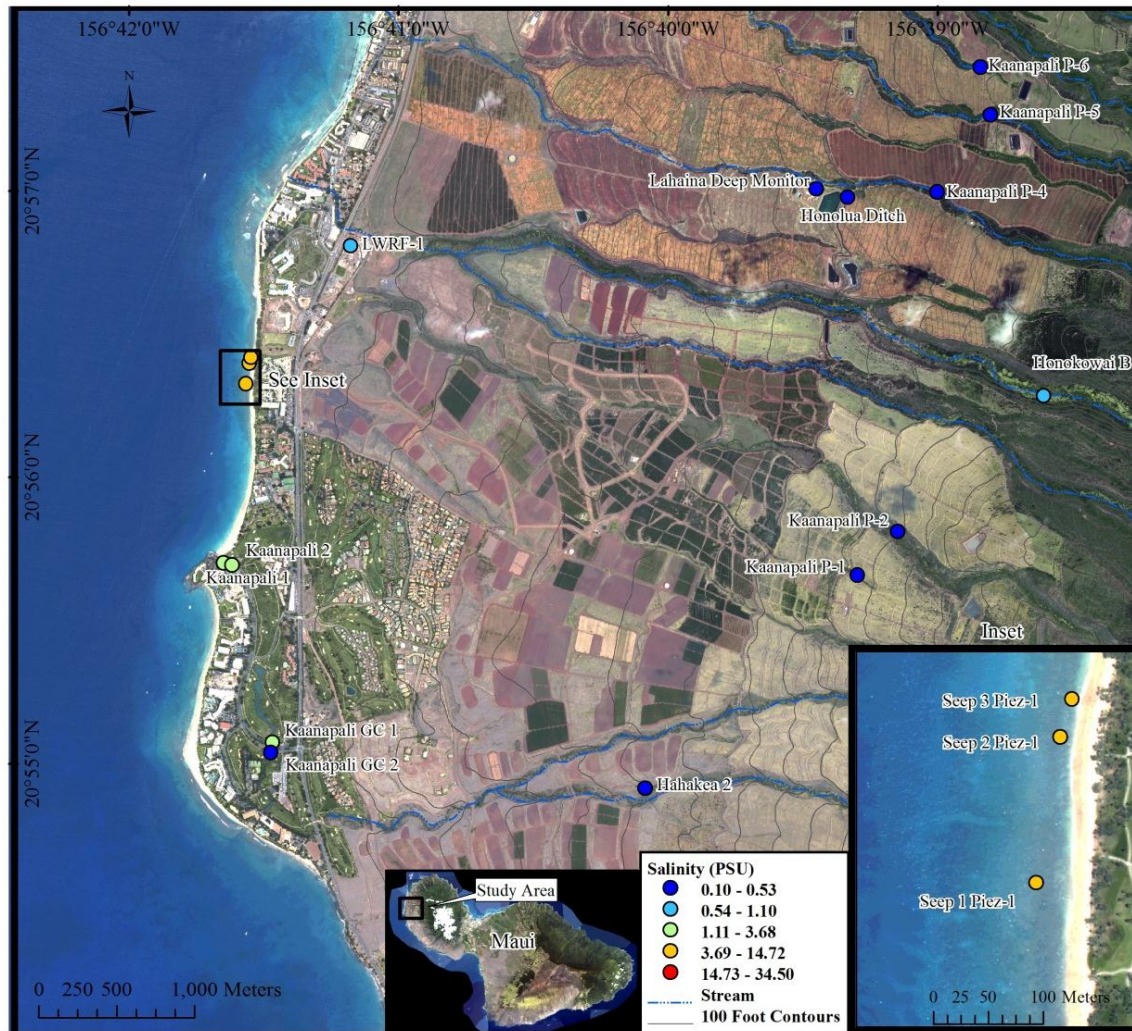 156°42'0"W
156°41'0"W
156°40'0"W
156°39'0"W
N
Kaanapali P-6
Kaanapali P-5
20°57'0"N
Lahaina Deep Monitor
Kaanapali P-4
Honolua Ditch
LWRF-1
See Inset
Honokowai B
20°56'0"N
Kaanapali P-2
Kaanapali 2
Kaanapali 1
Kaanapali P-1
Inset
Seep 3 Piez-1
Seep 2 Piez-1
Kaanapali GC 1
Kaanapali GC 2
20°55'0"N
Hahakea 2
Seep 1 Piez-1
Salinity (PSU)
0.10 - 0.53
0.54 - 1.10
1.11 - 3.68
3.69 - 14.72
14.73 - 34.50
Stream
100 Foot Contours
Study Area
Maui
0 250 500 1,000 Meters
0 25 50 100 Meters